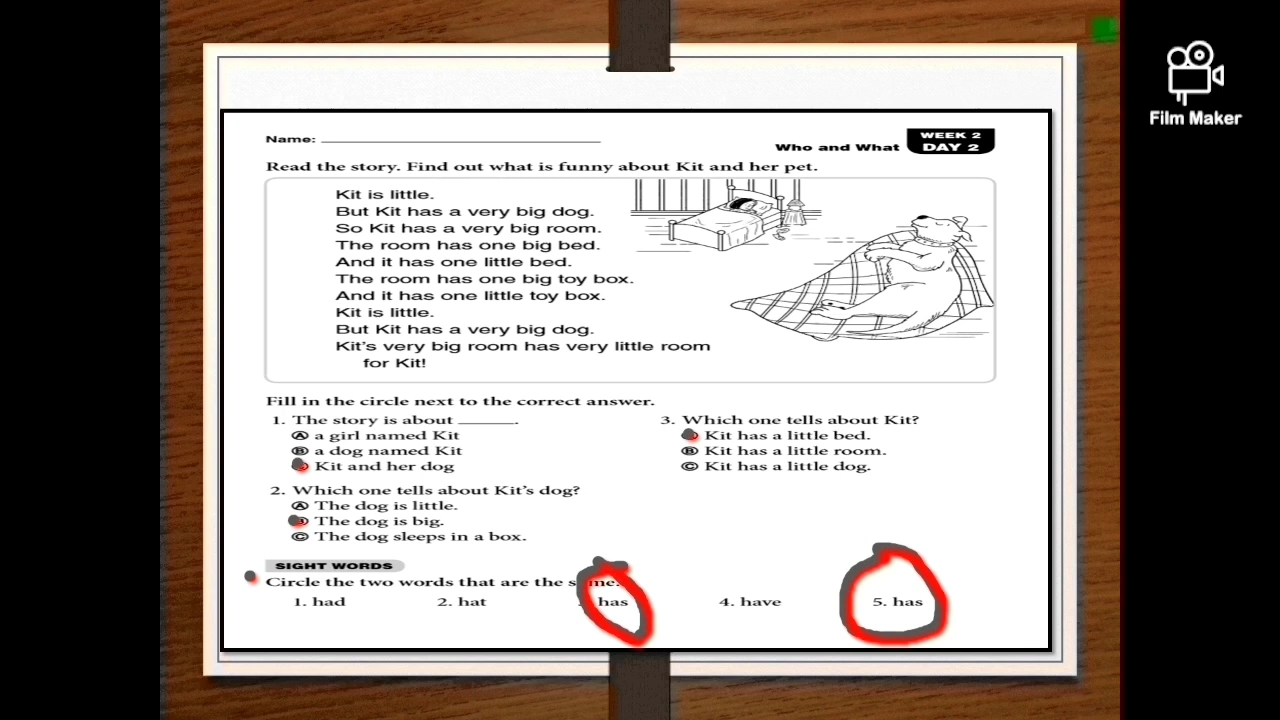 Film Maker
Name:
WEEK 2
Who and What DAY 2
Read the story. Find out what is funny about Kit and her pet.
Kit is little.
But Kit has a very big dog.
So Kit has a very big room.
The room has one big bed.
And it has one little bed.
The room has one big toy box.
And it has one little toy box.
Kit is little.
But Kit has a very big dog.
Kit's very big room has very little room
for Kit!
Fill in the circle next to the correct answer.
1. The story is about ______.
A a girl named Kit
B a dog named Kit
Kit and her dog
2. Which one tells about Kit's dog?
A The dog is little.
The dog is big.
C The dog sleeps in a box.
3. Which one tells about Kit?
Kit has a little bed.
B Kit has a little room.
C Kit has a little dog.
SIGHT WORDS
Circle the two words that are the same.
1. had 2. hat 3. has 4. have 5. has